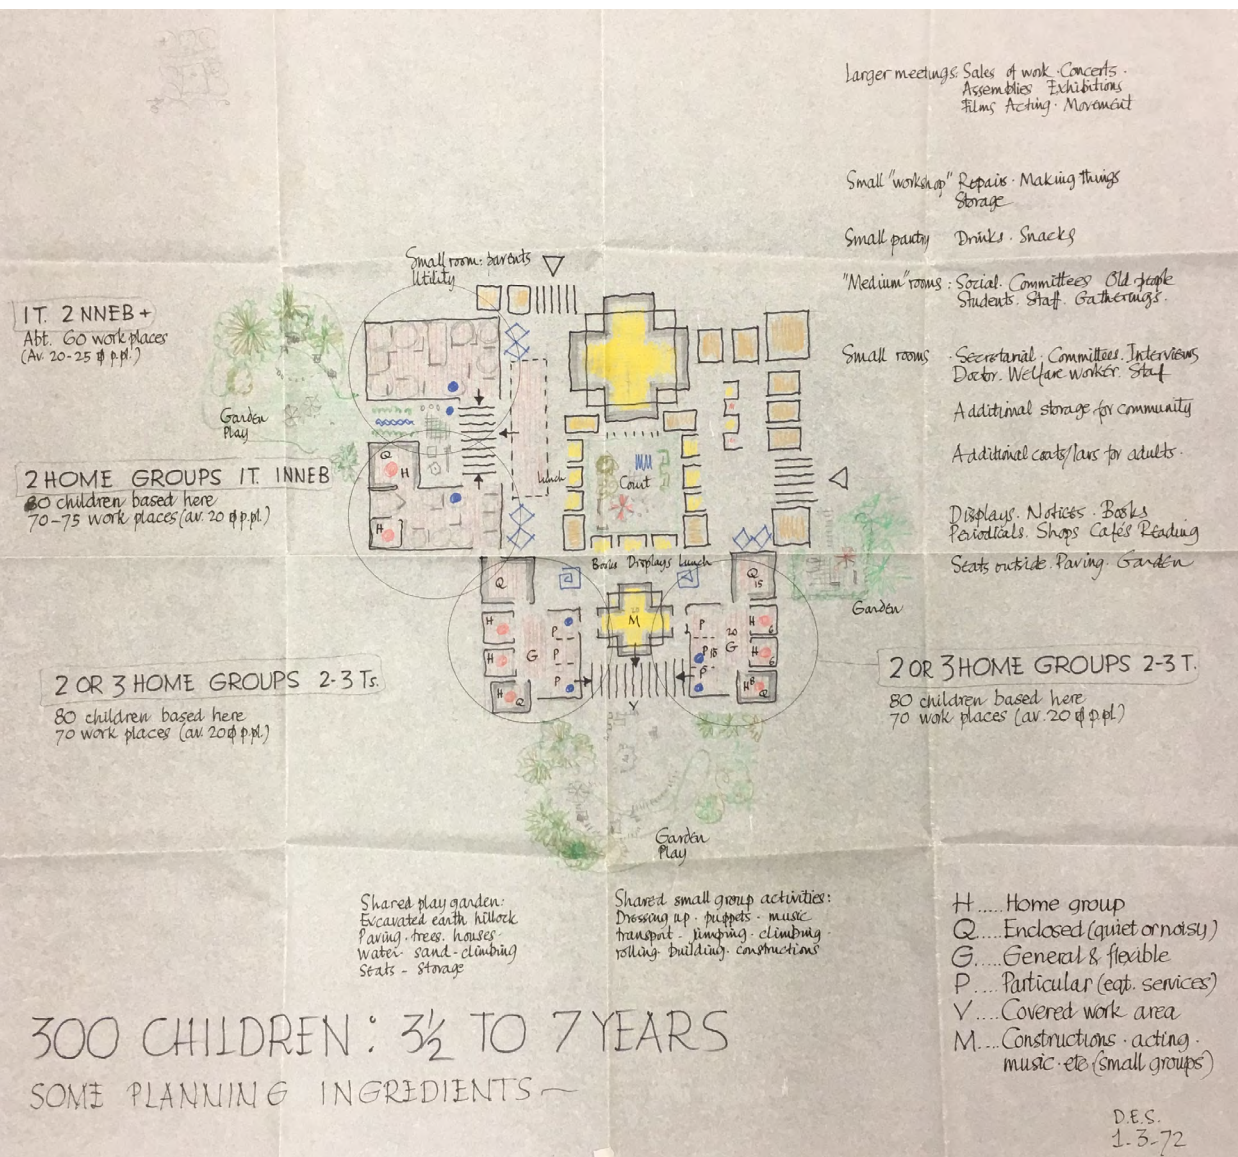 Larger meetings: Sales of work · Concerts ·
Assemblies Exhibitions
Films Acting · Movement
Small "workshop" Repairs · Making things
Storage
Small pantry Drinks · Snacks
"Medium" rooms: Social · Committees Old people
Students · Staff · Gatherings ·
Small rooms · Secretarial · Committees · Interviews
Doctor · Welfare worker · Staff
Additional storage for community
Additional coats/lavs for adults ·
Displays · Notices · Books
Periodicals · Shops Cafés Reading
Seats outside · Paving · Garden
Small room: parents
Utility
1T. 2 NNEB +
Abt. 60 work places
(Av. 20-25 ф p.pl.)
Garden
Play
2 HOME GROUPS 1T. 1NNEB
80 children based here
70-75 work places (av. 20 ф p.pl.)
Q
H
H
Lunch
Court
Books Displays Lunch
Q
Q
15
Garden
H
H
H
Q
G
P
P
P
M
P
P 15
P
20
G
H
6
H
6
H 8
Q
Y
2 OR 3 HOME GROUPS 2-3 Ts.
80 children based here
70 work places (av. 20 ф p.pl.)
2 OR 3 HOME GROUPS 2-3 T.
80 children based here
70 work places (av. 20 ф p.pl.)
Garden
Play
Shared play garden:
Excavated earth hillock
Paving · trees · houses ·
Water · sand - climbing
Seats - Storage
Shared small group activities:
Dressing up · puppets · music
transport - jumping · climbing ·
rolling · building · constructions
H..... Home group
Q.... Enclosed (quiet or noisy)
G.... General & flexible
P.... Particular (eqt. services)
Y.... Covered work area
M.... Constructions · acting ·
music · etc (small groups)
300 CHILDREN: 3½ TO 7 YEARS
SOME PLANNING INGREDIENTS ~
D.E.S.
1-3-72